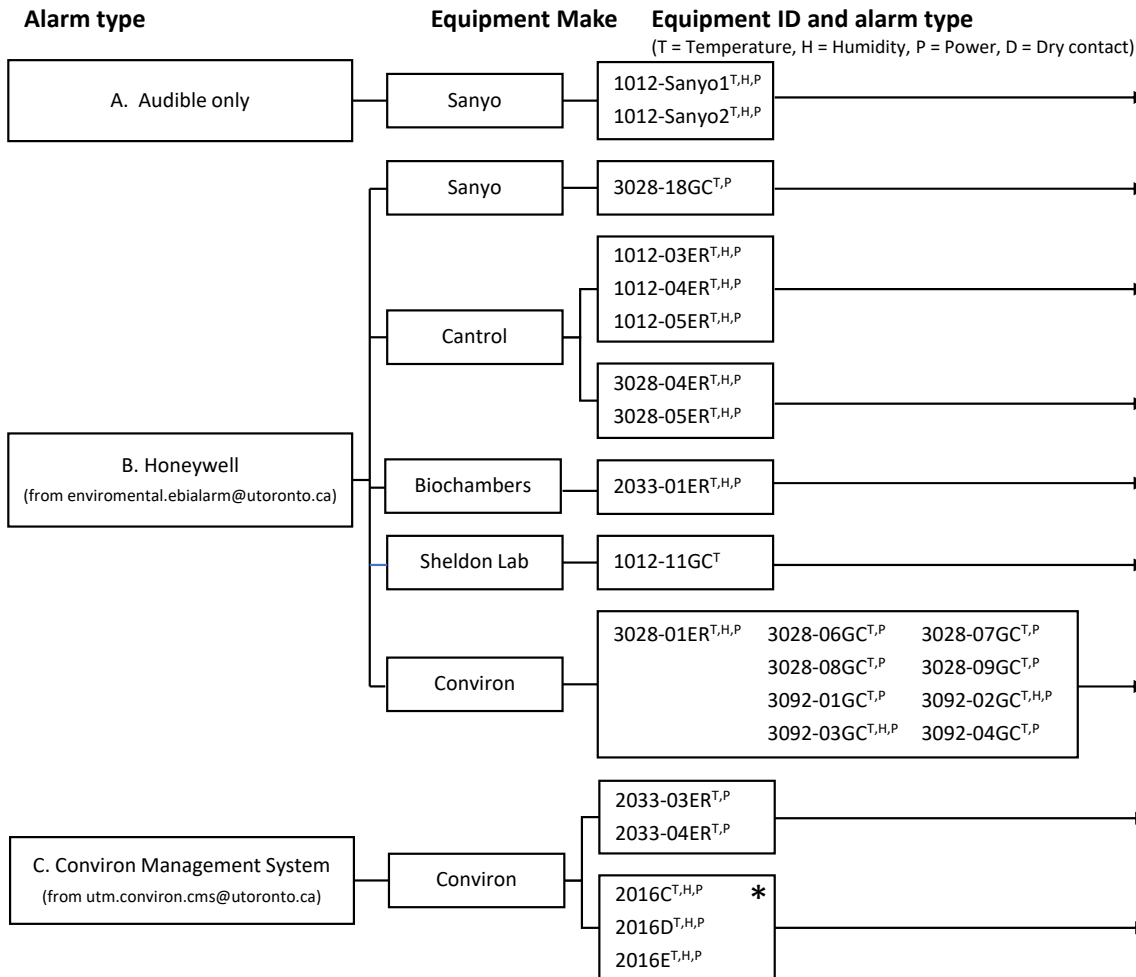 Alarm type
Equipment Make
Equipment ID and alarm type
(T = Temperature, H = Humidity, P = Power, D = Dry contact)
A. Audible only
Sanyo
1012-Sanyo1T,H,P
1012-Sanyo2T,H,P
Sanyo
3028-18GCT,P
Cantrol
1012-03ERT,H,P
1012-04ERT,H,P
1012-05ERT,H,P
3028-04ERT,H,P
3028-05ERT,H,P
B. Honeywell
(from enviromental.ebialarm@utoronto.ca)
Biochambers
2033-01ERT,H,P
Sheldon Lab
1012-11GCT
Conviron
3028-01ERT,H,P 3028-06GCT,P 3028-07GCT,P
3028-08GCT,P 3028-09GCT,P
3092-01GCT,P 3092-02GCT,H,P
3092-03GCT,H,P 3092-04GCT,P
C. Conviron Management System
(from utm.conviron.cms@utoronto.ca)
Conviron
2033-03ERT,P
2033-04ERT,P
2016CT,H,P *
2016DT,H,P
2016ET,H,P